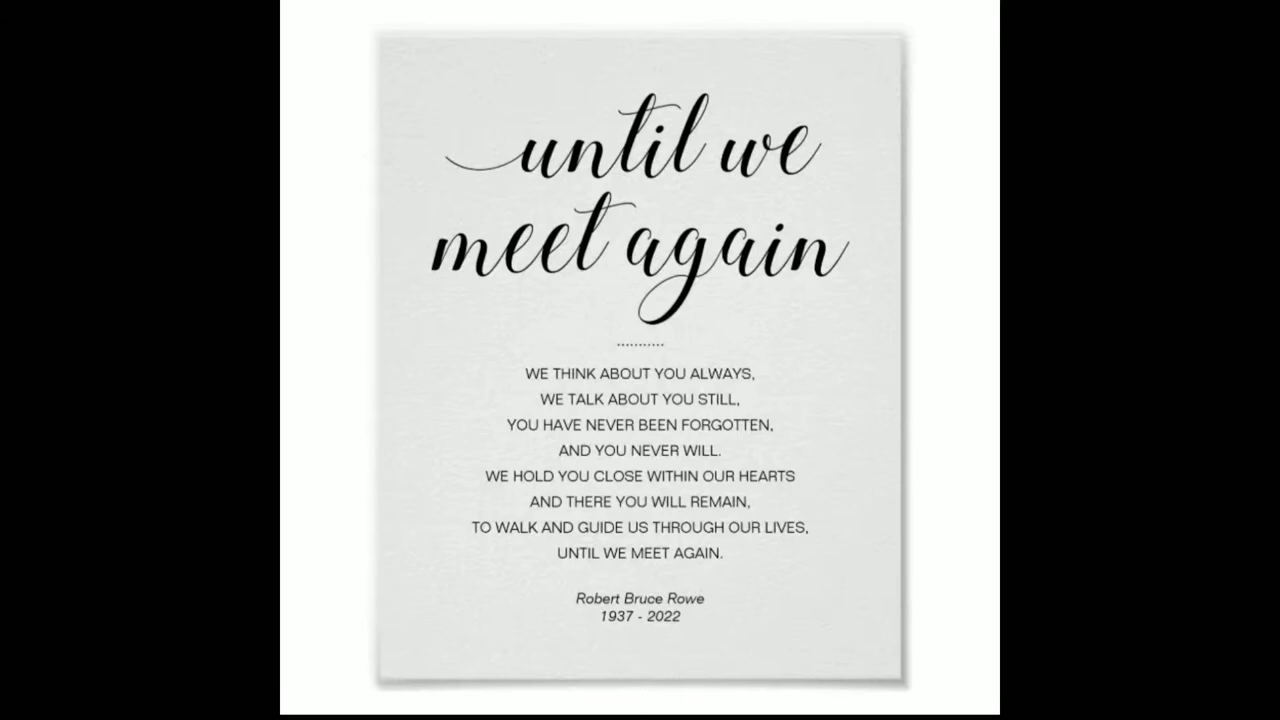 until we
meet again
...........
WE THINK ABOUT YOU ALWAYS,
WE TALK ABOUT YOU STILL,
YOU HAVE NEVER BEEN FORGOTTEN,
AND YOU NEVER WILL.
WE HOLD YOU CLOSE WITHIN OUR HEARTS
AND THERE YOU WILL REMAIN,
TO WALK AND GUIDE US THROUGH OUR LIVES,
UNTIL WE MEET AGAIN.
Robert Bruce Rowe
1937 - 2022